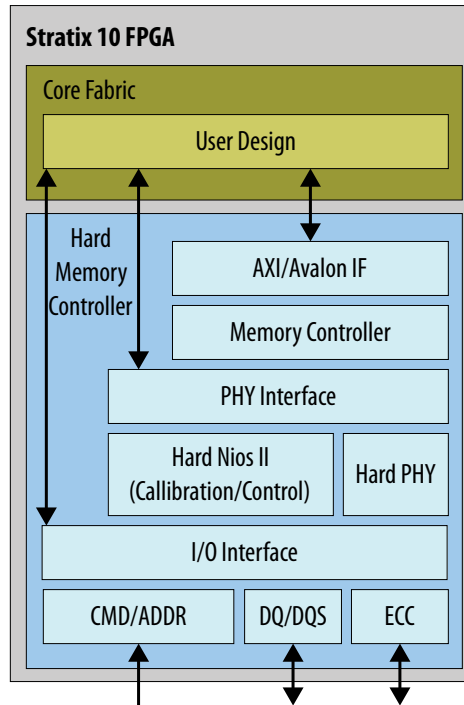 Stratix 10 FPGA
Core Fabric
User Design
Hard
Memory
Controller
AXI/Avalon IF
Memory Controller
PHY Interface
Hard Nios II
(Callibration/Control)
Hard PHY
I/O Interface
CMD/ADDR
DQ/DQS
ECC